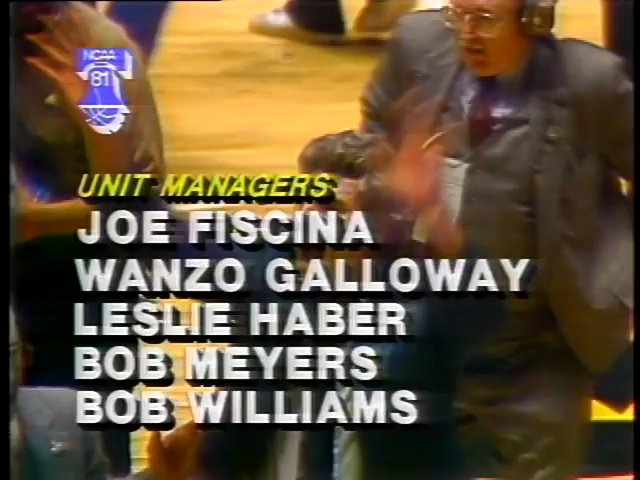 NCAA
81
UNIT MANAGERS
JOE FISCINA
WANZO GALLOWAY
LESLIE HABER
BOB MEYERS
BOB WILLIAMS